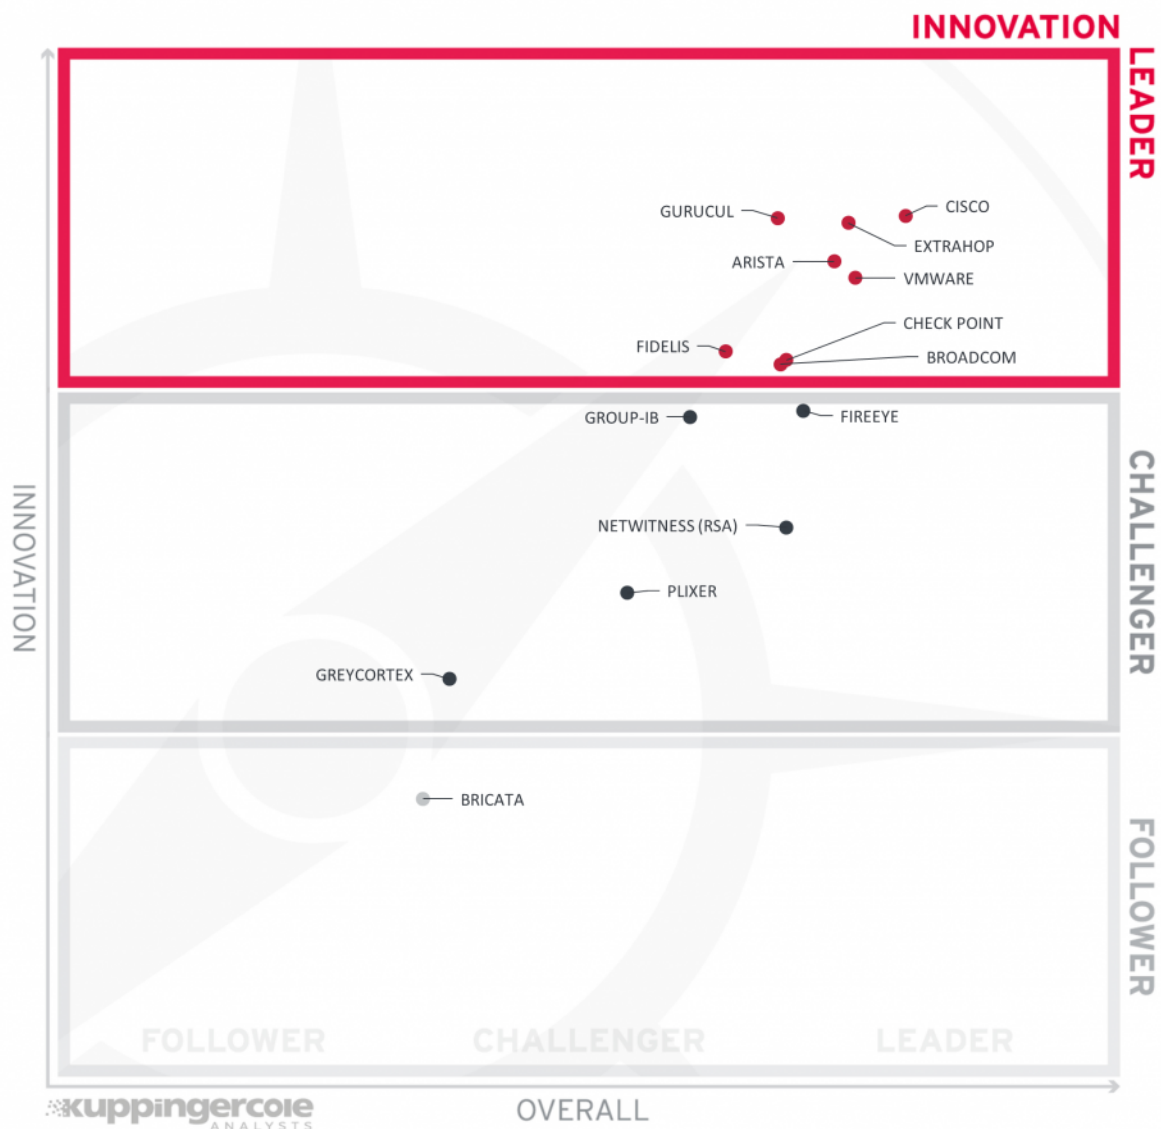 INNOVATION
LEADER
CISCO
GURUCUL
EXTRAHOP
ARISTA
VMWARE
CHECK POINT
FIDELIS
BROADCOM
GROUP-IB
FIREEYE
CHALLENGER
INNOVATION
NETWITNESS (RSA)
PLIXER
GREYCORTEX
BRICATA
FOLLOWER
FOLLOWER CHALLENGER LEADER
OVERALL
kuppingercole
ANALYSTS